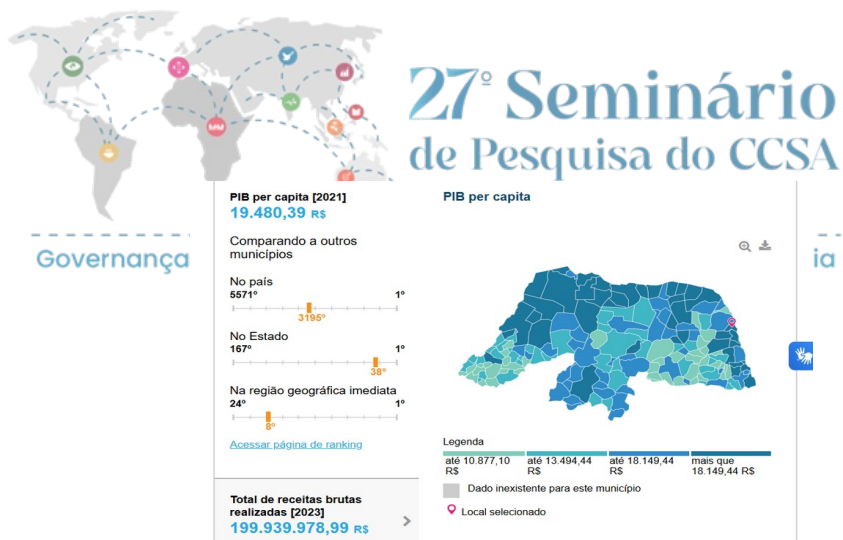 27º Seminário
de Pesquisa do CCSA
Governança
ia
PIB per capita [2021]
19.480,39 R$
Comparando a outros
municípios
No país
5571º 1º
3195º
No Estado
167º 1º
38º
Na região geográfica imediata
24º 1º
8º
Acessar página de ranking
Total de receitas brutas
realizadas [2023]
199.939.978,99 R$
PIB per capita
Legenda
até 10.877,10 R$
até 13.494,44 R$
até 18.149,44 R$
mais que 18.149,44 R$
Dado inexistente para este município
Local selecionado